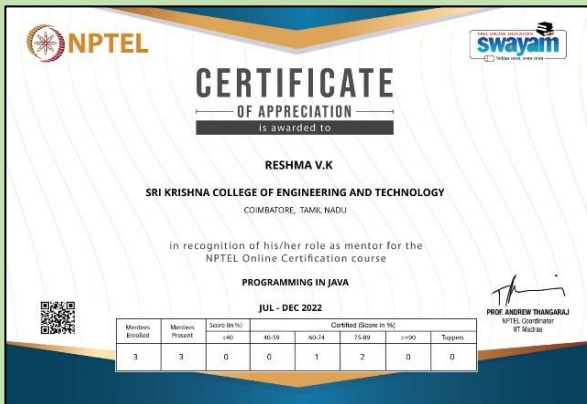 NPTEL
FREE ONLINE EDUCATION
swayam
CERTIFICATE
OF APPRECIATION
is awarded to
RESHMA V.K
SRI KRISHNA COLLEGE OF ENGINEERING AND TECHNOLOGY
COIMBATORE, TAMIL NADU
in recognition of his/her role as mentor for the
NPTEL Online Certification course
PROGRAMMING IN JAVA
JUL - DEC 2022
PROF. ANDREW THANGARAJ
NPTEL Coordinator
IIT Madras
Mentees Enrolled Mentees Present Score (in %) Certified (Score in %)
<40 40-59 60-74 75-89 >=90 Toppers
3 3 0 0 1 2 0 0